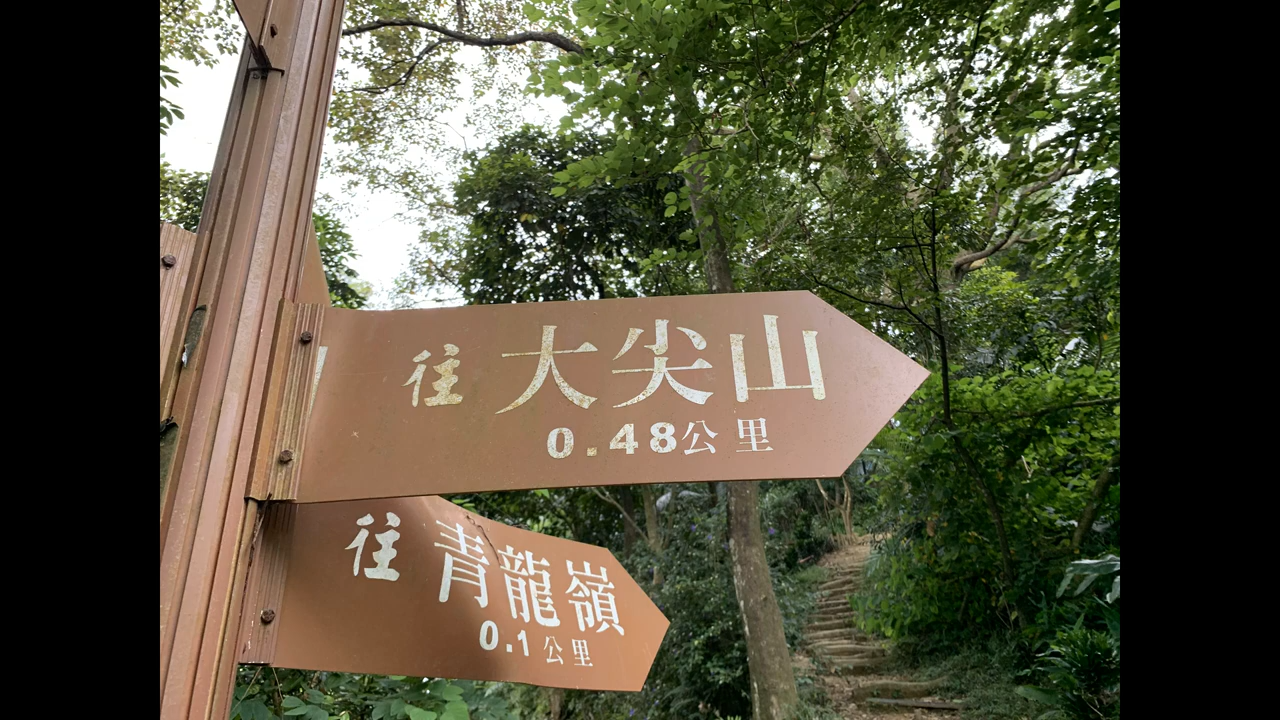 往 大尖山
0.48公里
往 青龍嶺
0.1公里